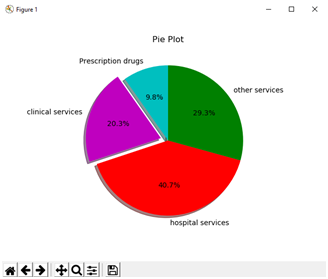 Figure 1
Pie Plot
Prescription drugs
other services
9.8%
29.3%
clinical services
20.3%
40.7%
hospital services